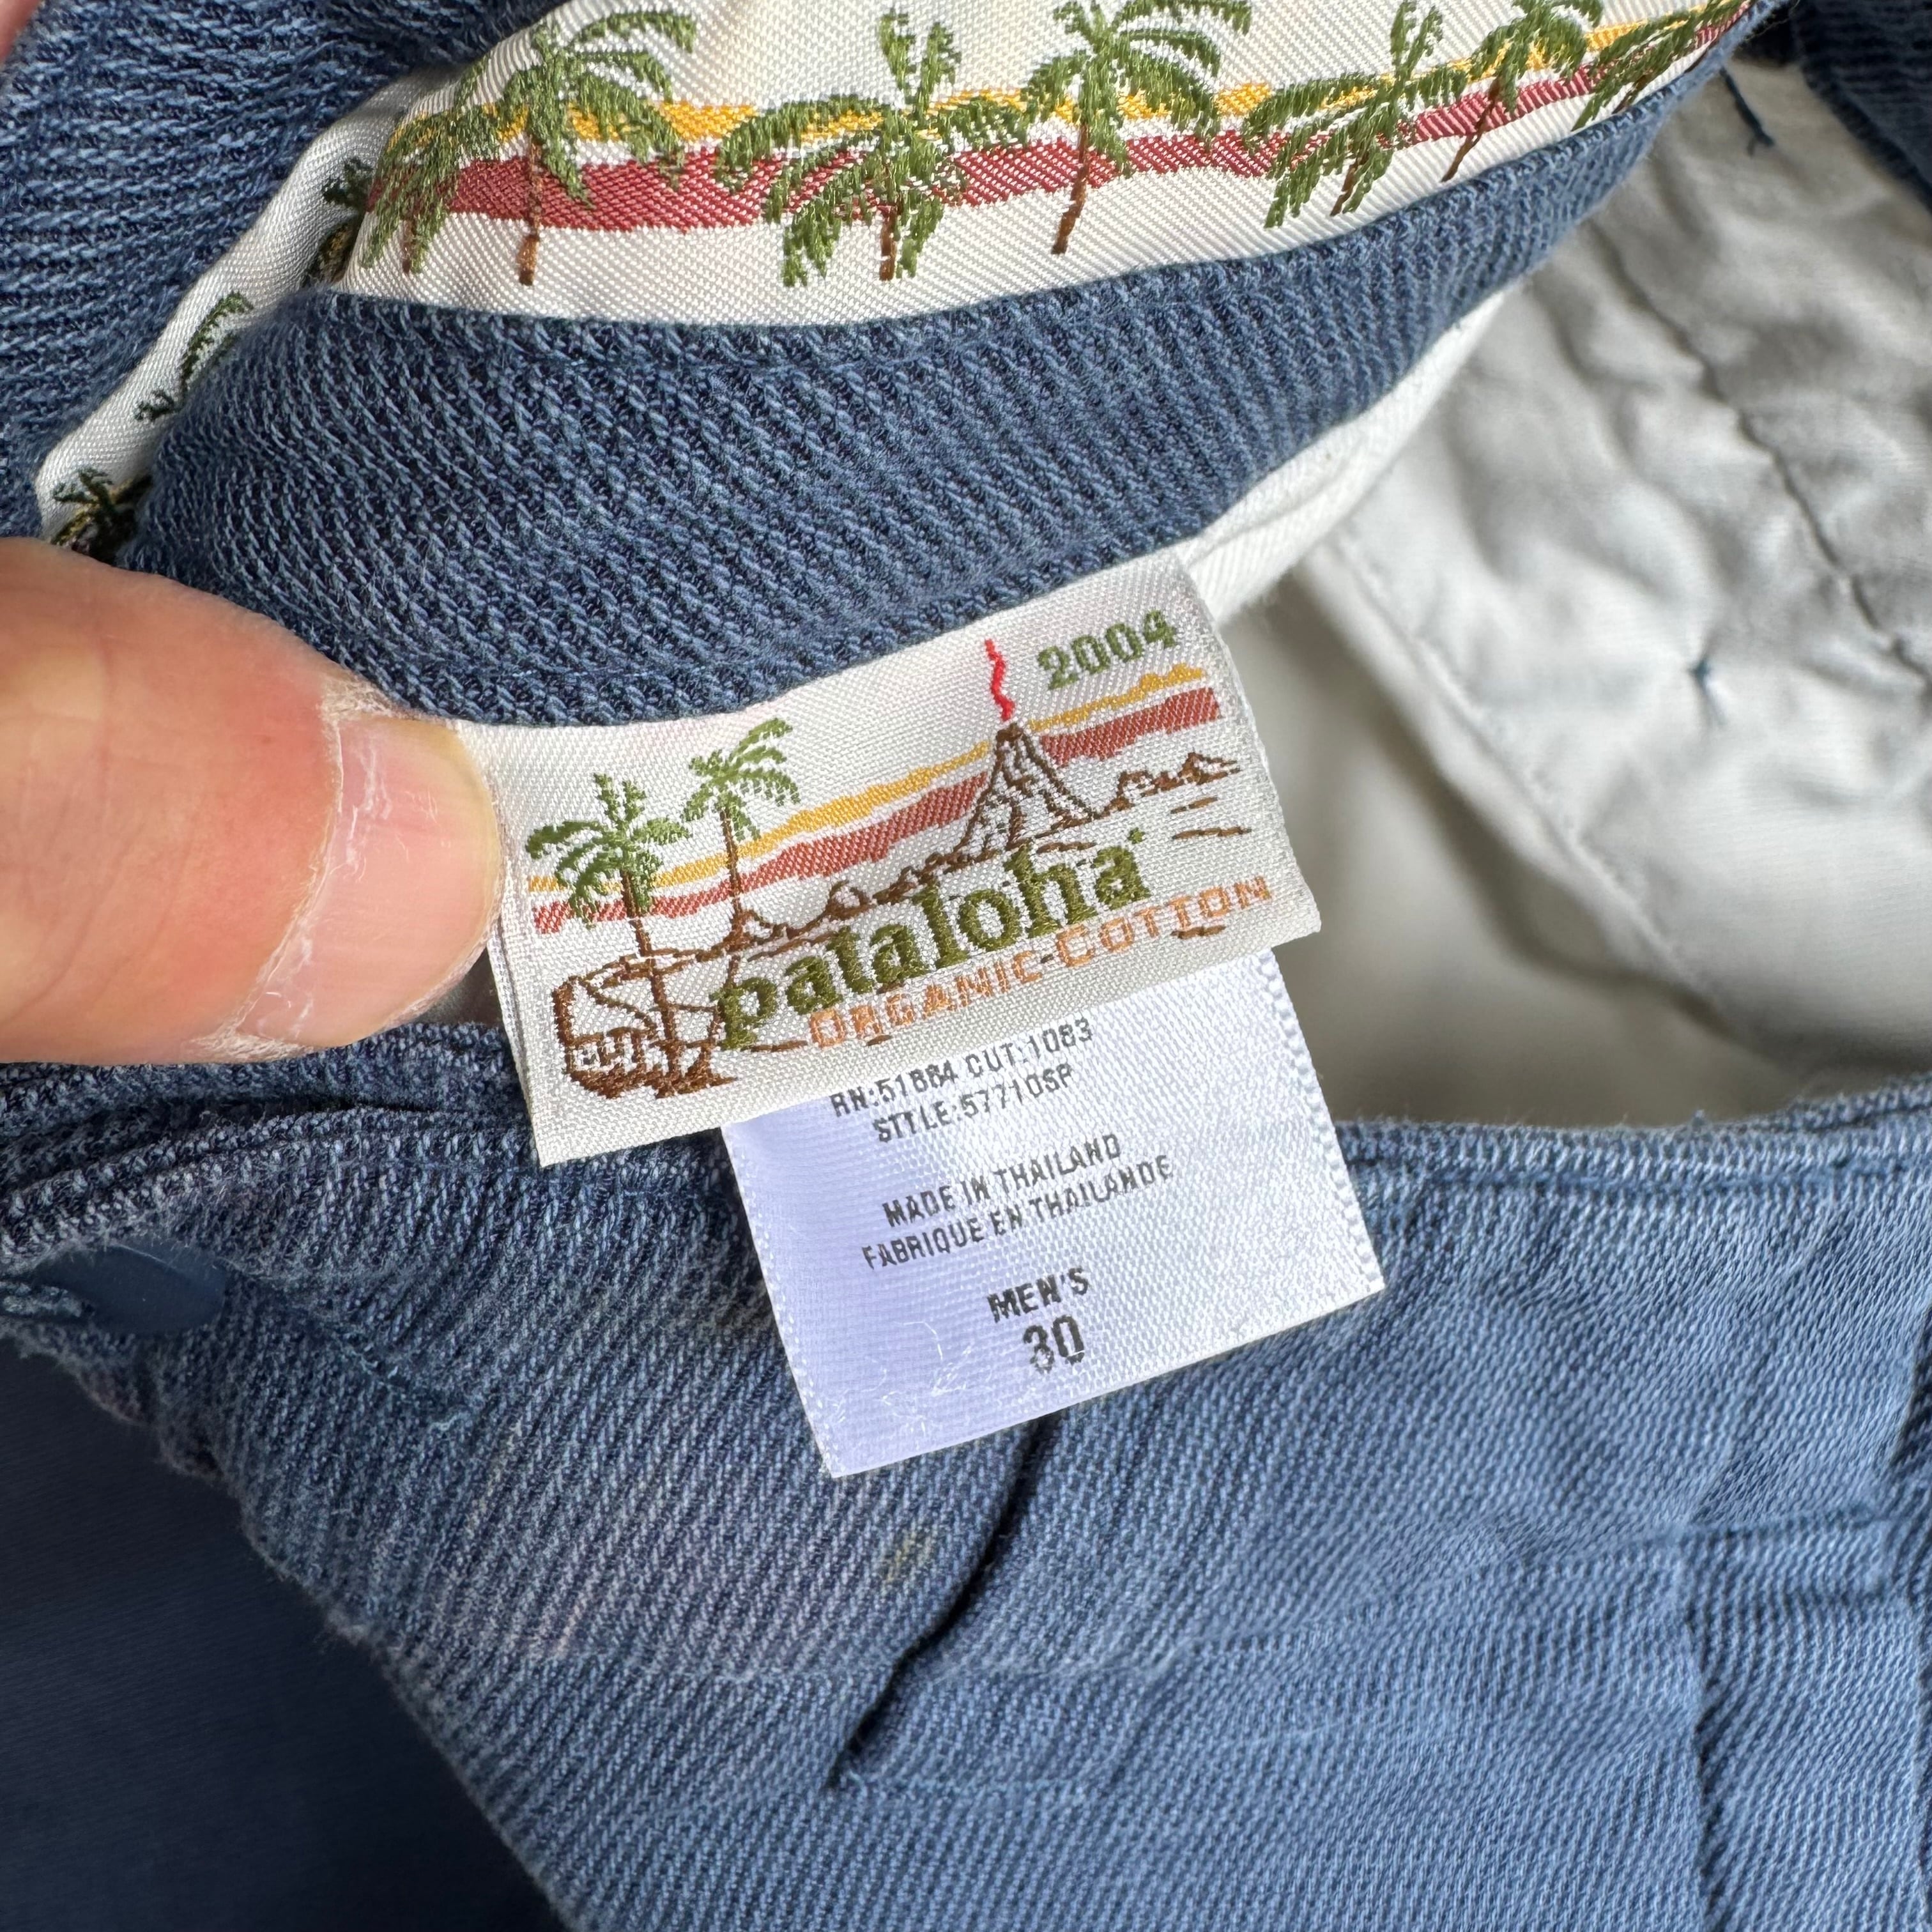 2004
pataloha
ORGANIC-COTTON
RN:51884 CUT:1083
STYLE:57710SP
MADE IN THAILAND
FABRIQUE EN THAILANDE
MEN'S
30